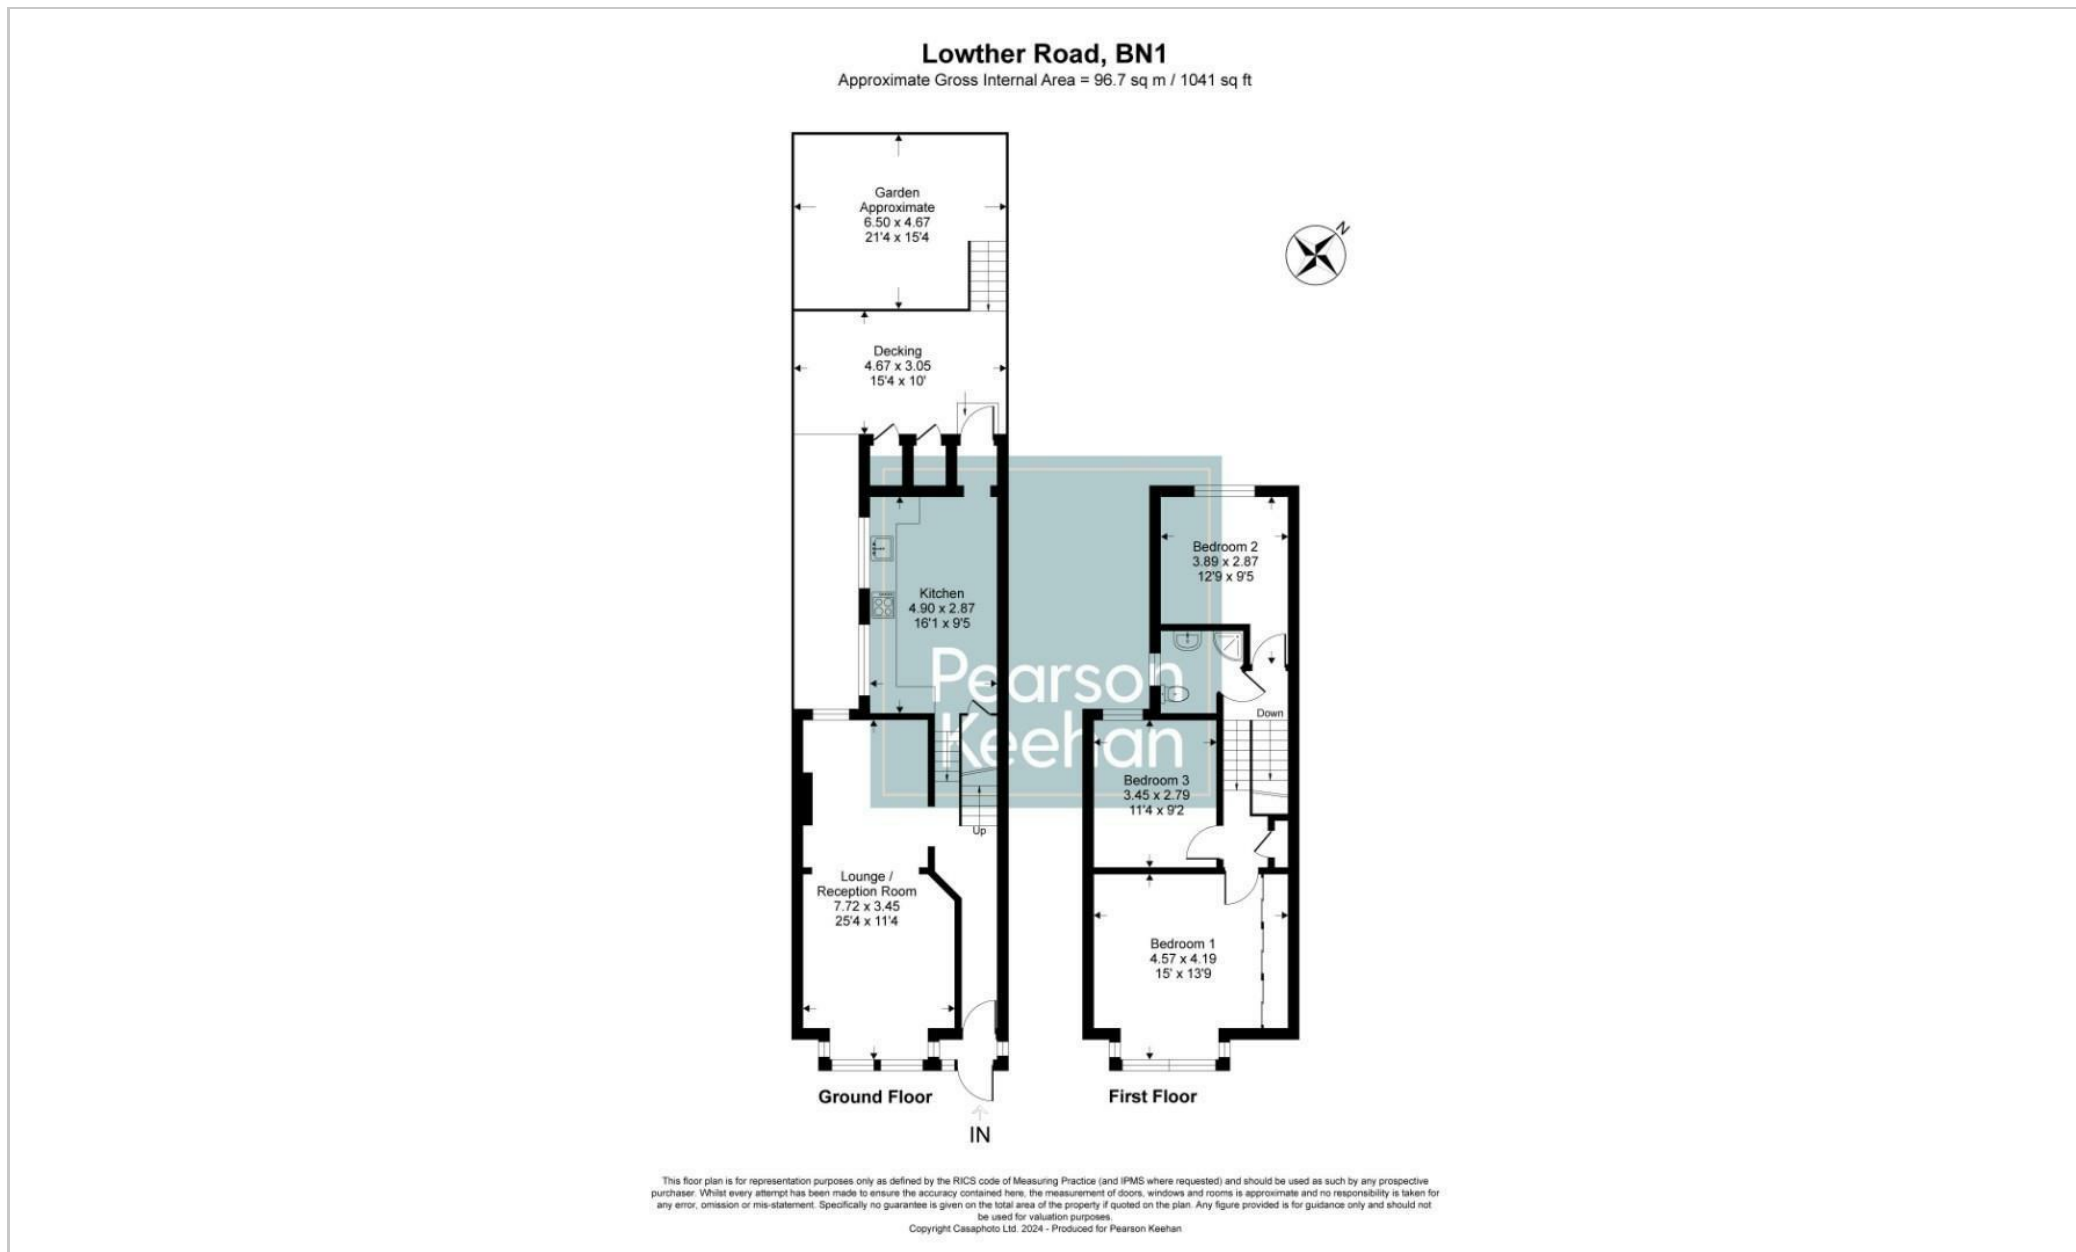 Lowther Road, BN1
Approximate Gross Internal Area = 96.7 sq m / 1041 sq ft
Garden
Approximate
6.50 x 4.67
21'4 x 15'4
N
Decking
4.67 x 3.05
15'4 x 10'
Kitchen
4.90 x 2.87
16'1 x 9'5
Bedroom 2
3.89 x 2.87
12'9 x 9'5
Pearson
Keehan
Down
Up
Bedroom 3
3.45 x 2.79
11'4 x 9'2
Lounge /
Reception Room
7.72 x 3.45
25'4 x 11'4
Bedroom 1
4.57 x 4.19
15' x 13'9
Ground Floor
First Floor
IN
This floor plan is for representation purposes only as defined by the RICS code of Measuring Practice (and IPMS where requested) and should be used as such by any prospective
purchaser. Whilst every attempt has been made to ensure the accuracy contained here, the measurement of doors, windows and rooms is approximate and no responsibility is taken for
any error, omission or mis-statement. Specifically no guarantee is given on the total area of the property if quoted on the plan. Any figure provided is for guidance only and should not
be used for valuation purposes.
Copyright Casaphoto Ltd. 2024 - Produced for Pearson Keehan